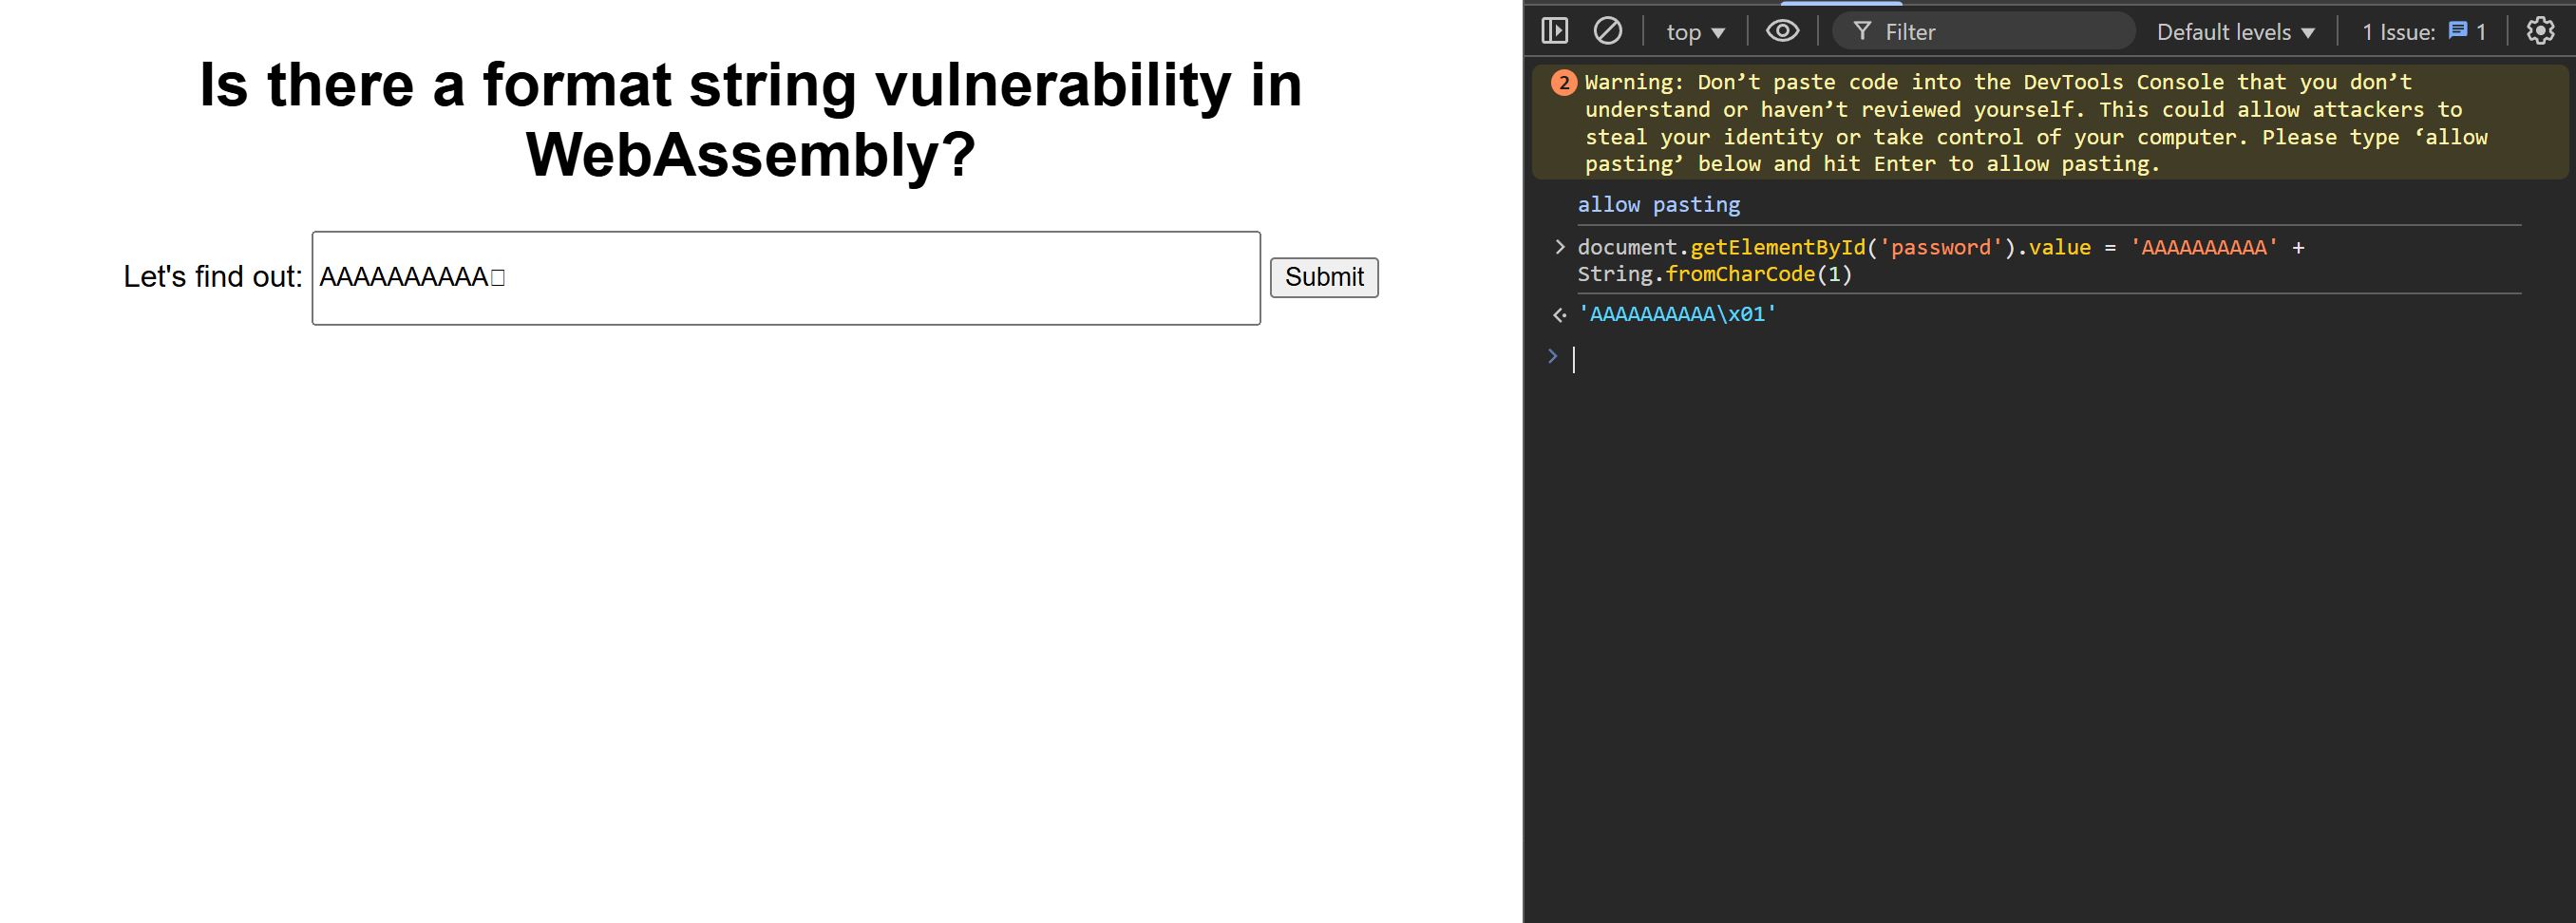 Is there a format string vulnerability in
WebAssembly?
Let's find out: AAAAAAAAAA□ Submit
top ▼ Filter Default levels ▼ 1 Issue: 1
2 Warning: Don’t paste code into the DevTools Console that you don’t
understand or haven’t reviewed yourself. This could allow attackers to
steal your identity or take control of your computer. Please type ‘allow
pasting’ below and hit Enter to allow pasting.
allow pasting
> document.getElementById('password').value = 'AAAAAAAAAA' +
String.fromCharCode(1)
<· 'AAAAAAAAAA\x01'
>